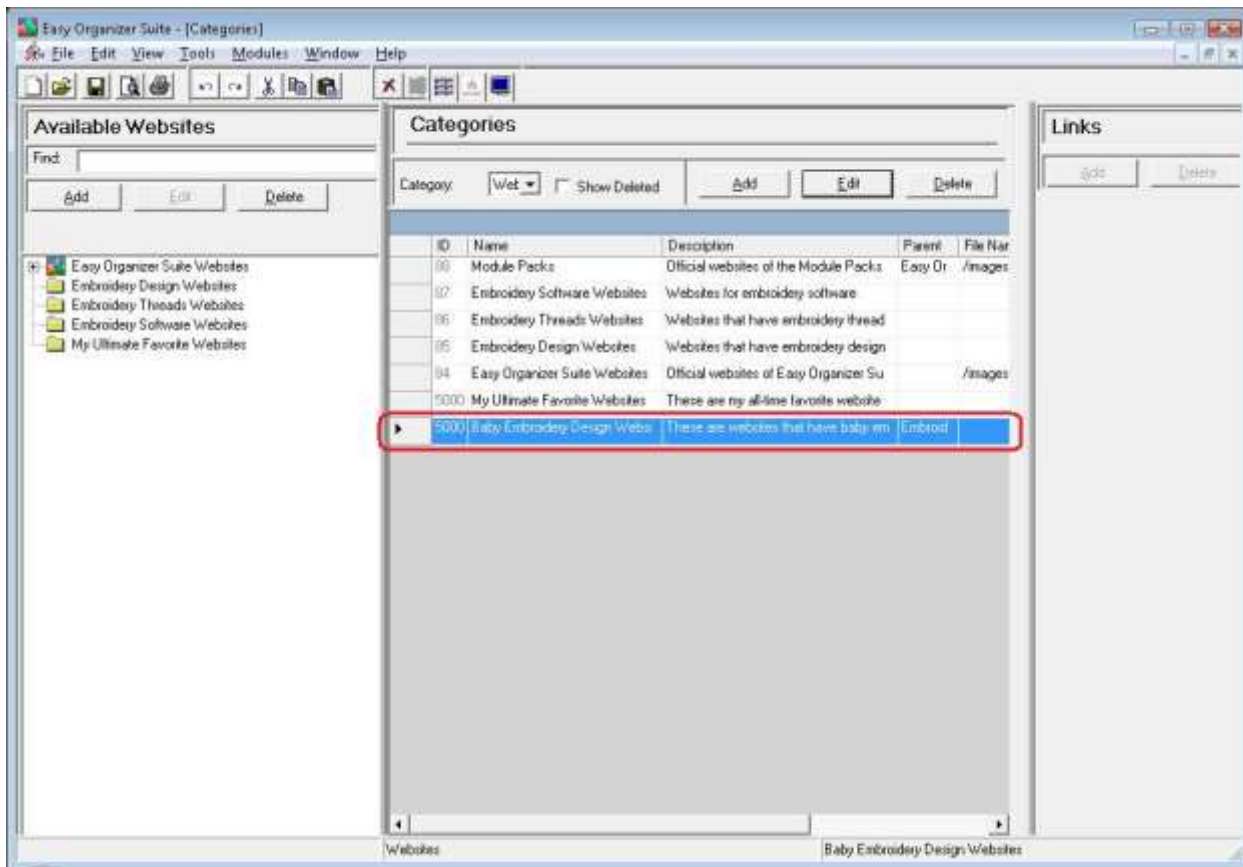 Easy Organizer Suite - [Categories]
File Edit View Tools Modules Window Help
Available Websites
Find:
Add Edit Delete
Easy Organizer Suite Websites
Embroidery Design Websites
Embroidery Threads Websites
Embroidery Software Websites
My Ultimate Favorite Websites
Categories
Category: Web Show Deleted Add Edit Delete
ID Name Description Parent File Nar
88 Module Packs Official websites of the Module Packs Easy Or /images
87 Embroidery Software Websites Websites for embroidery software
86 Embroidery Threads Websites Websites that have embroidery thread
85 Embroidery Design Websites Websites that have embroidery design
84 Easy Organizer Suite Websites Official websites of Easy Organizer Su /images
5000 My Ultimate Favorite Websites These are my all-time favorite website
5000 Baby Embroidery Design Webs These are websites that have baby em Embroid
Links
Add Delete
Websites
Baby Embroidery Design Websites